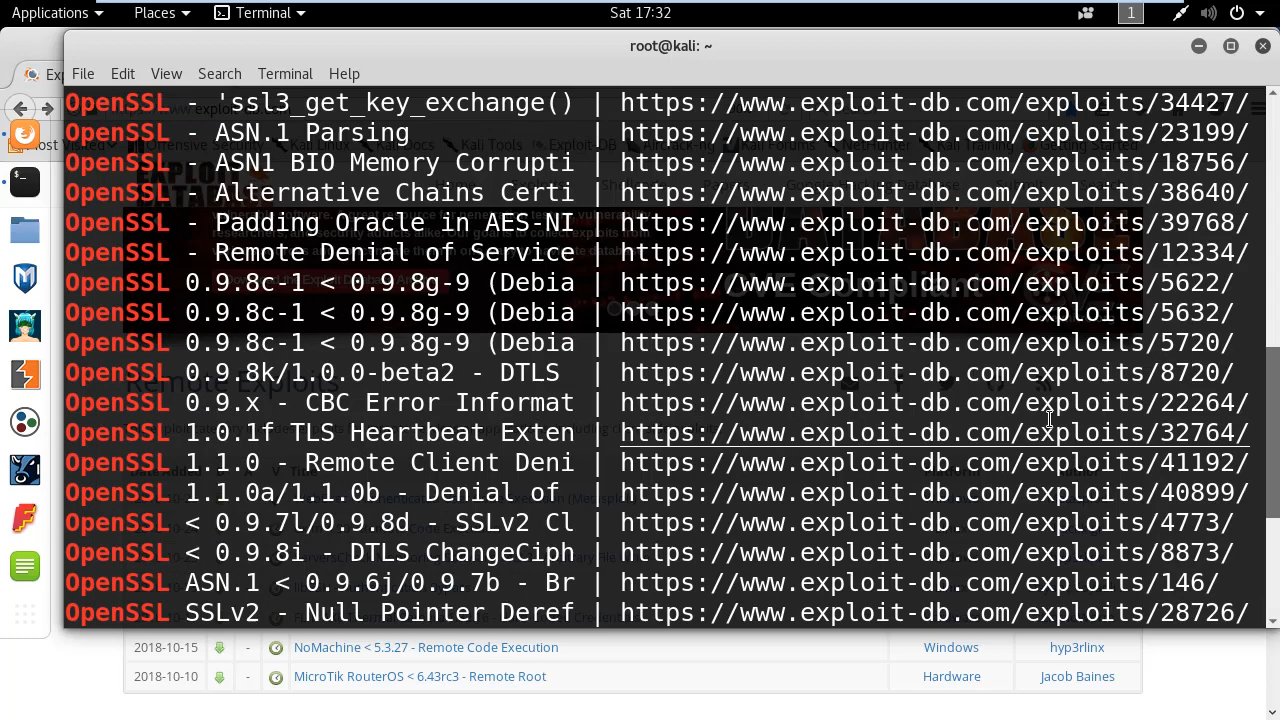 Applications Places Terminal Sat 17:32 1
root@kali: ~
File Edit View Search Terminal Help
OpenSSL - 'ssl3_get_key_exchange() | https://www.exploit-db.com/exploits/34427/
OpenSSL - ASN.1 Parsing | https://www.exploit-db.com/exploits/23199/
OpenSSL - ASN1 BIO Memory Corrupti | https://www.exploit-db.com/exploits/18756/
OpenSSL - Alternative Chains Certi | https://www.exploit-db.com/exploits/38640/
OpenSSL - Padding Oracle in AES-NI | https://www.exploit-db.com/exploits/39768/
OpenSSL - Remote Denial of Service | https://www.exploit-db.com/exploits/12334/
OpenSSL 0.9.8c-1 < 0.9.8g-9 (Debia | https://www.exploit-db.com/exploits/5622/
OpenSSL 0.9.8c-1 < 0.9.8g-9 (Debia | https://www.exploit-db.com/exploits/5632/
OpenSSL 0.9.8c-1 < 0.9.8g-9 (Debia | https://www.exploit-db.com/exploits/5720/
OpenSSL 0.9.8k/1.0.0-beta2 - DTLS | https://www.exploit-db.com/exploits/8720/
Remote Exploits
OpenSSL 0.9.x - CBC Error Informat | https://www.exploit-db.com/exploits/22264/
OpenSSL 1.0.1f TLS Heartbeat Exten | https://www.exploit-db.com/exploits/32764/
OpenSSL 1.1.0 - Remote Client Deni | https://www.exploit-db.com/exploits/41192/
OpenSSL 1.1.0a/1.1.0b - Denial of | https://www.exploit-db.com/exploits/40899/
OpenSSL < 0.9.7l/0.9.8d - SSLv2 Cl | https://www.exploit-db.com/exploits/4773/
OpenSSL < 0.9.8i - DTLS ChangeCiph | https://www.exploit-db.com/exploits/8873/
OpenSSL ASN.1 < 0.9.6j/0.9.7b - Br | https://www.exploit-db.com/exploits/146/
OpenSSL SSLv2 - Null Pointer Deref | https://www.exploit-db.com/exploits/28726/
2018-10-15 - NoMachine < 5.3.27 - Remote Code Execution Windows hyp3rlinx
2018-10-10 - MicroTik RouterOS < 6.43rc3 - Remote Root Hardware Jacob Baines